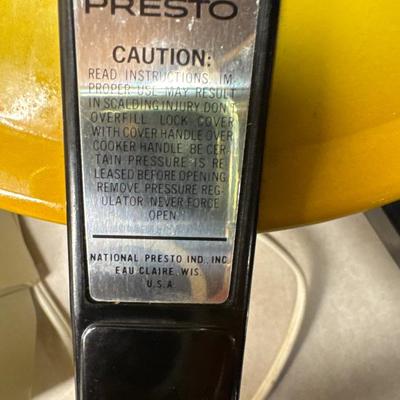 PRESTO
CAUTION:
READ INSTRUCTIONS. IM-
PROPER USE MAY RESULT
IN SCALDING INJURY. DON'T
OVERFILL. LOCK COVER
WITH COVER HANDLE OVER
COOKER HANDLE. BE CER-
TAIN PRESSURE IS RE-
LEASED BEFORE OPENING.
REMOVE PRESSURE REG-
ULATOR. NEVER FORCE
OPEN.
NATIONAL PRESTO IND., INC.
EAU CLAIRE, WIS.
U.S.A.